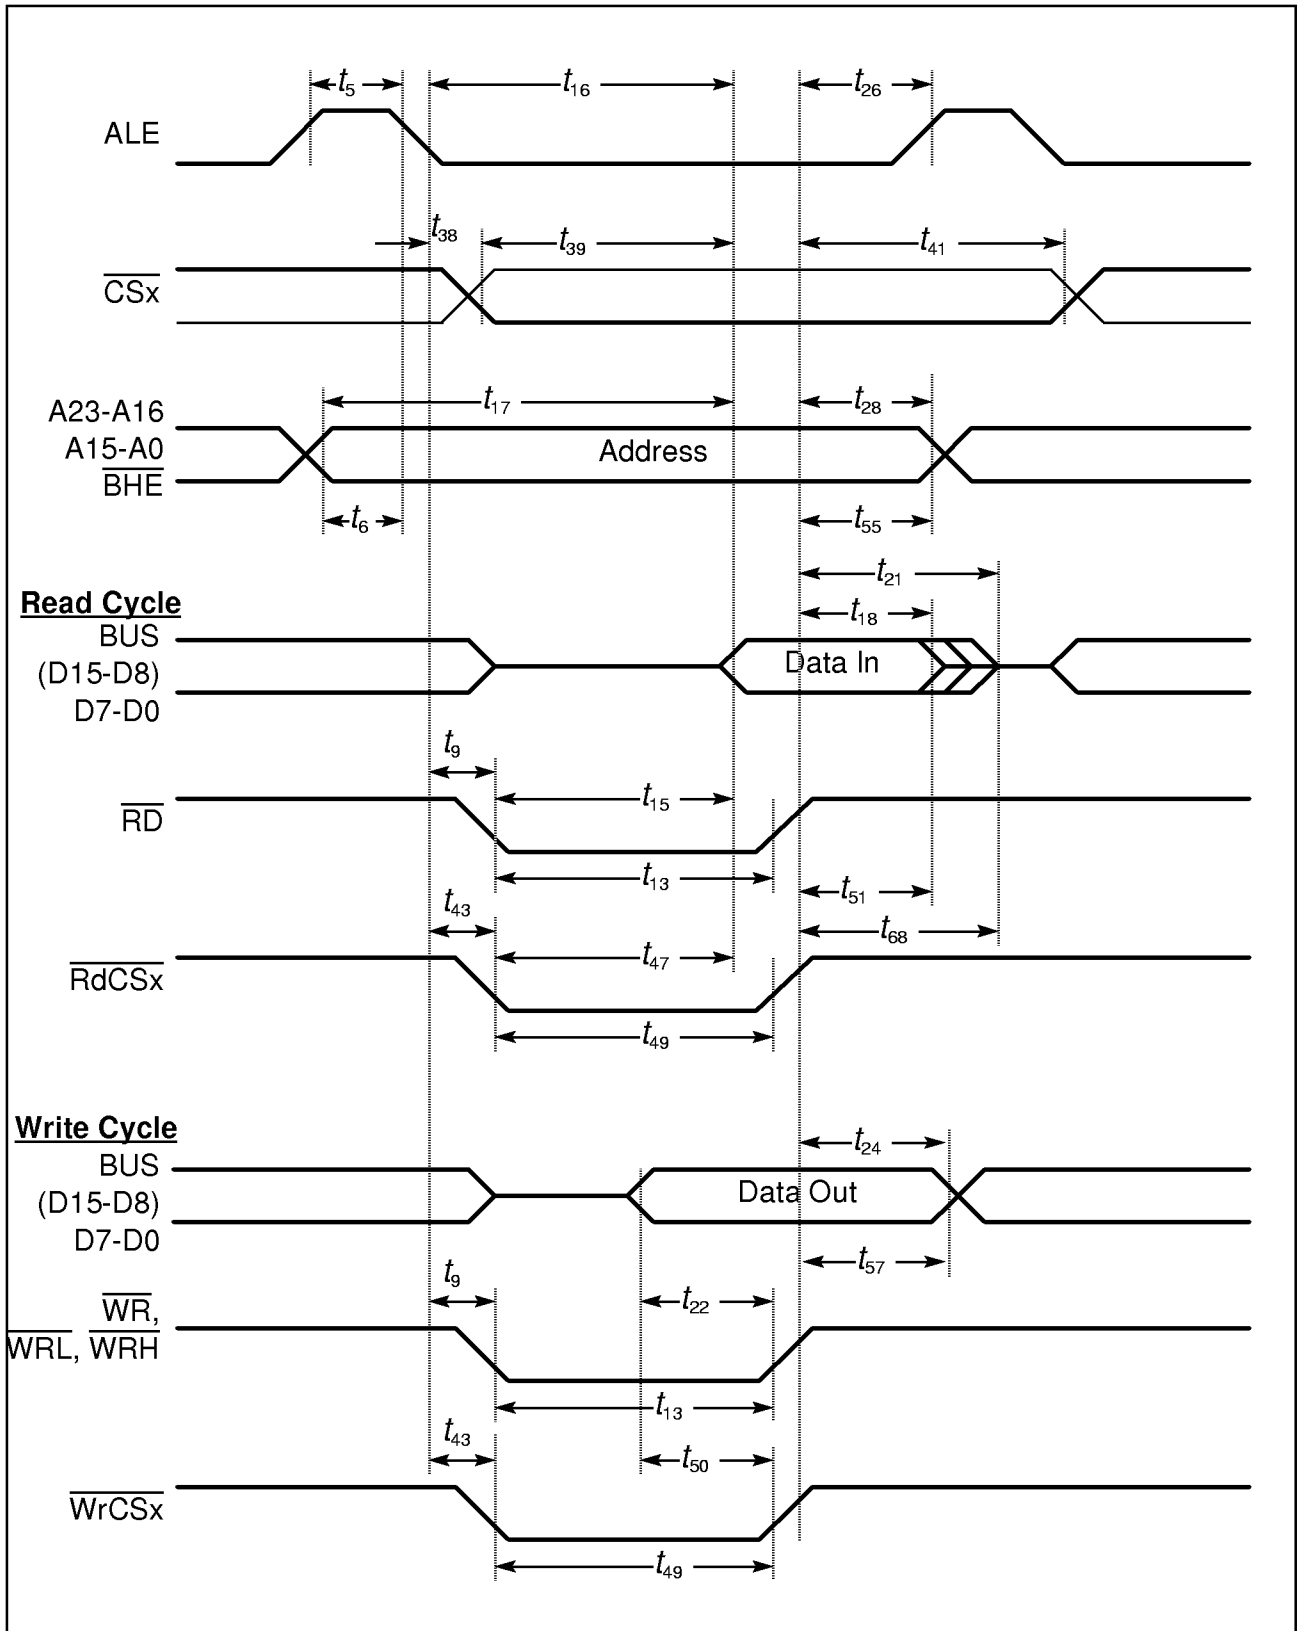 t5
t16
t26
ALE
t38
t39
t41
CSx
t17
t28
A23-A16
A15-A0
BHE
Address
t6
t55
t21
Read Cycle
t18
BUS
(D15-D8)
D7-D0
Data In
t9
t15
RD
t13
t51
t43
t68
t47
RdCSx
t49
Write Cycle
t24
BUS
(D15-D8)
D7-D0
Data Out
t57
t9
t22
WR,
WRL, WRH
t13
t43
t50
WrCSx
t49